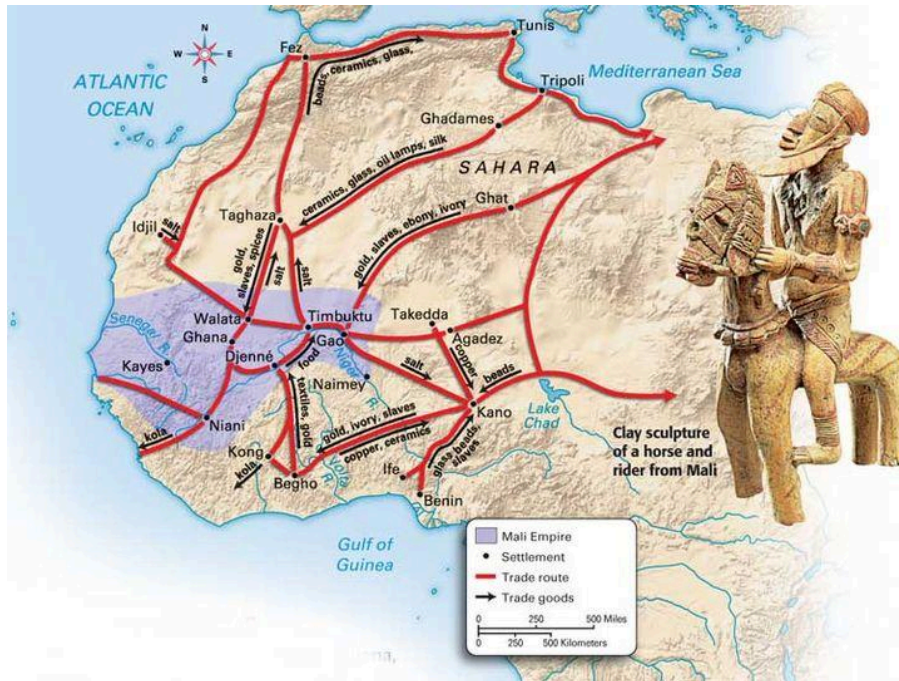 N
W E
S
ATLANTIC
OCEAN
Fez
Tunis
Mediterranean Sea
beads, ceramics, glass,
Tripoli
Ghadames
ceramics, glass, oil lamps, silk
SAHARA
Ghat
Taghaza
gold, slaves, ebony, ivory
Idjil
salt
gold,
slaves, spices
salt
salt
Walata
Timbuktu
Takedda
Senegal R.
Ghana
Gao
Agadez
Djenné
food
Niger
R.
salt
copper
beads
Kayes
Naimey
textiles, gold
Kano
Lake
Chad
Niani
kola
gold, ivory, slaves
copper, ceramics
Kong
kola
Volta
R.
Ife
glass beads,
slaves
Begho
Benin
Clay sculpture
of a horse and
rider from Mali
Gulf of
Guinea
Mali Empire
Settlement
Trade route
Trade goods
0 250 500 Miles
0 250 500 Kilometers